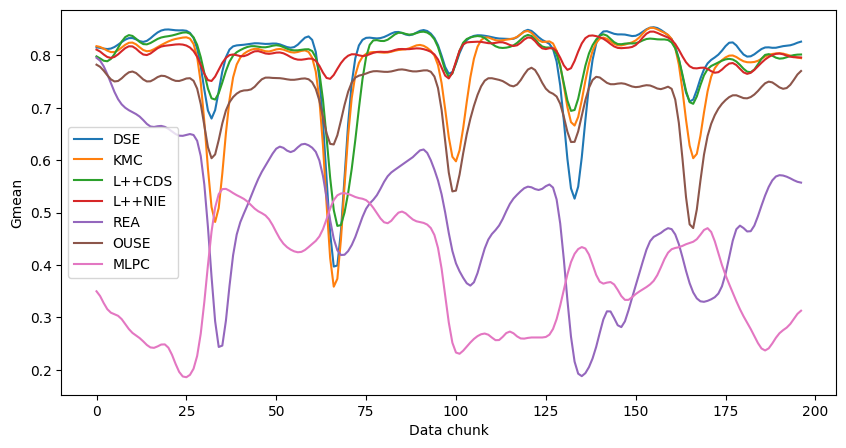 Gmean
0.8
0.7
0.6
0.5
0.4
0.3
0.2
DSE
KMC
L++CDS
L++NIE
REA
OUSE
MLPC
0 25 50 75 100 125 150 175 200
Data chunk